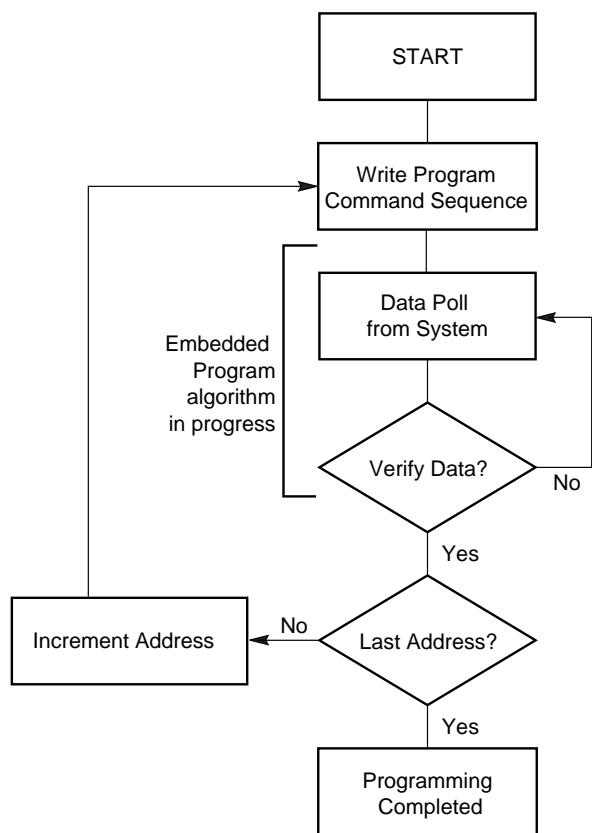 START
Write Program
Command Sequence
Data Poll
from System
Embedded
Program
algorithm
in progress
Verify Data?
No
Yes
Increment Address
No
Last Address?
Yes
Programming
Completed